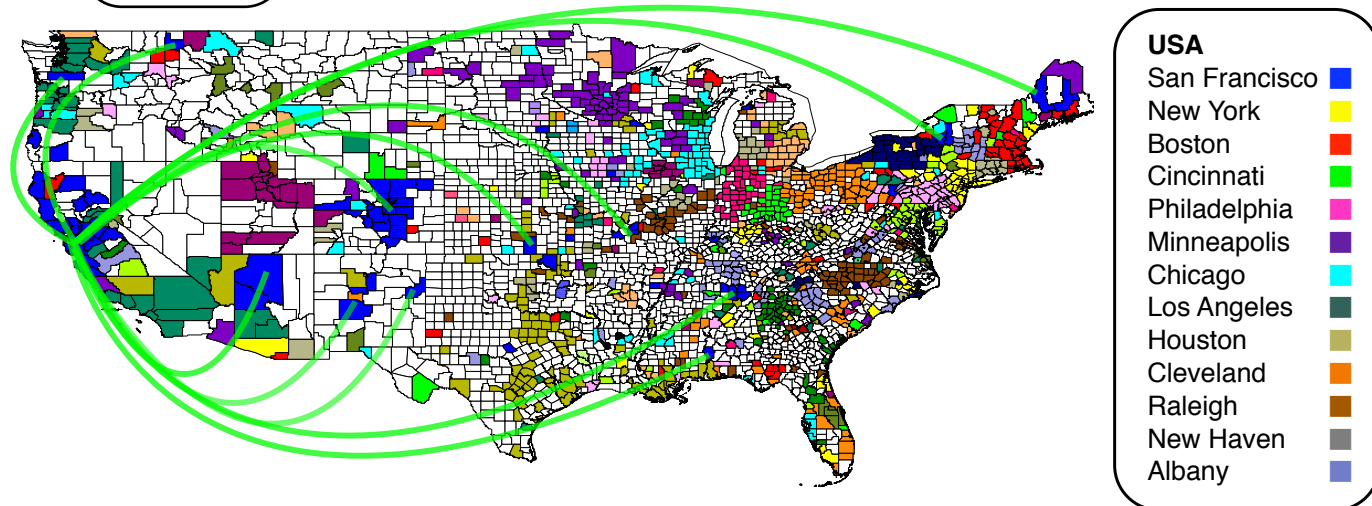 USA
San Francisco
New York
Boston
Cincinnati
Philadelphia
Minneapolis
Chicago
Los Angeles
Houston
Cleveland
Raleigh
New Haven
Albany